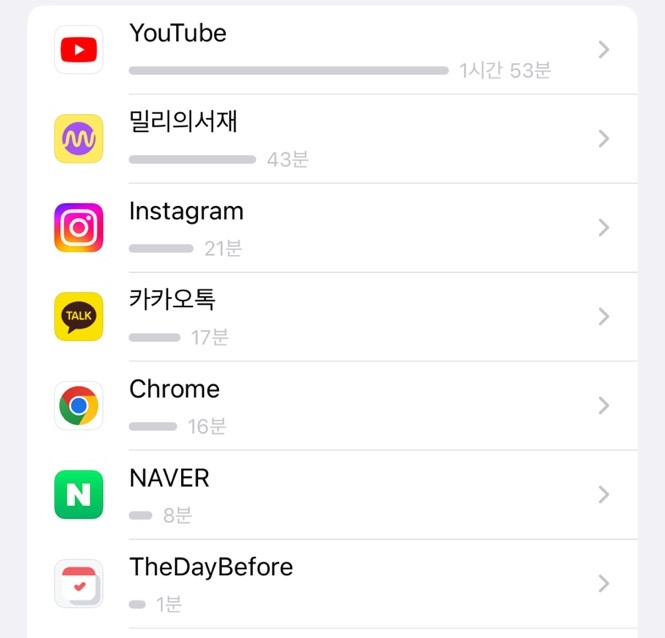 YouTube
1시간 53분
밀리의서재
43분
Instagram
21분
카카오톡
TALK
17분
Chrome
16분
NAVER
N
8분
TheDayBefore
1분